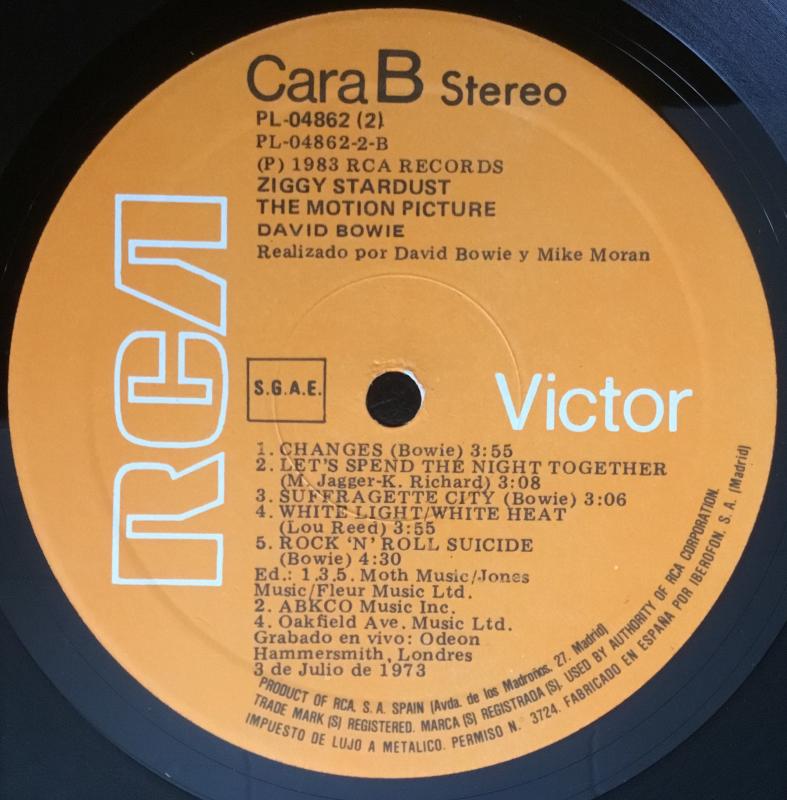 Cara B Stereo
PL-04862 (2)
PL-04862-2-B
(P) 1983 RCA RECORDS
ZIGGY STARDUST
THE MOTION PICTURE
DAVID BOWIE
Realizado por David Bowie y Mike Moran
RCA
S.G.A.E.
Victor
1. CHANGES (Bowie) 3:55
2. LET'S SPEND THE NIGHT TOGETHER
(M. Jagger-K. Richard) 3:08
3. SUFFRAGETTE CITY (Bowie) 3:06
4. WHITE LIGHT/WHITE HEAT
(Lou Reed) 3:55
5. ROCK 'N' ROLL SUICIDE
(Bowie) 4:30
Ed.: 1.3.5. Moth Music/Jones
Music/Fleur Music Ltd.
2. ABKCO Music Inc.
4. Oakfield Ave. Music Ltd.
Grabado en vivo: Odeon
Hammersmith, Londres
3 de Julio de 1973
PRODUCT OF RCA, S. A. SPAIN (Avda. de los Madroños, 27. Madrid)
TRADE MARK (S) REGISTERED. MARCA (S) REGISTRADA (S). USED BY AUTHORITY OF RCA CORPORATION.
IMPUESTO DE LUJO A METALICO. PERMISO N.° 3724. FABRICADO EN ESPAÑA POR IBEROFON, S. A. (Madrid)